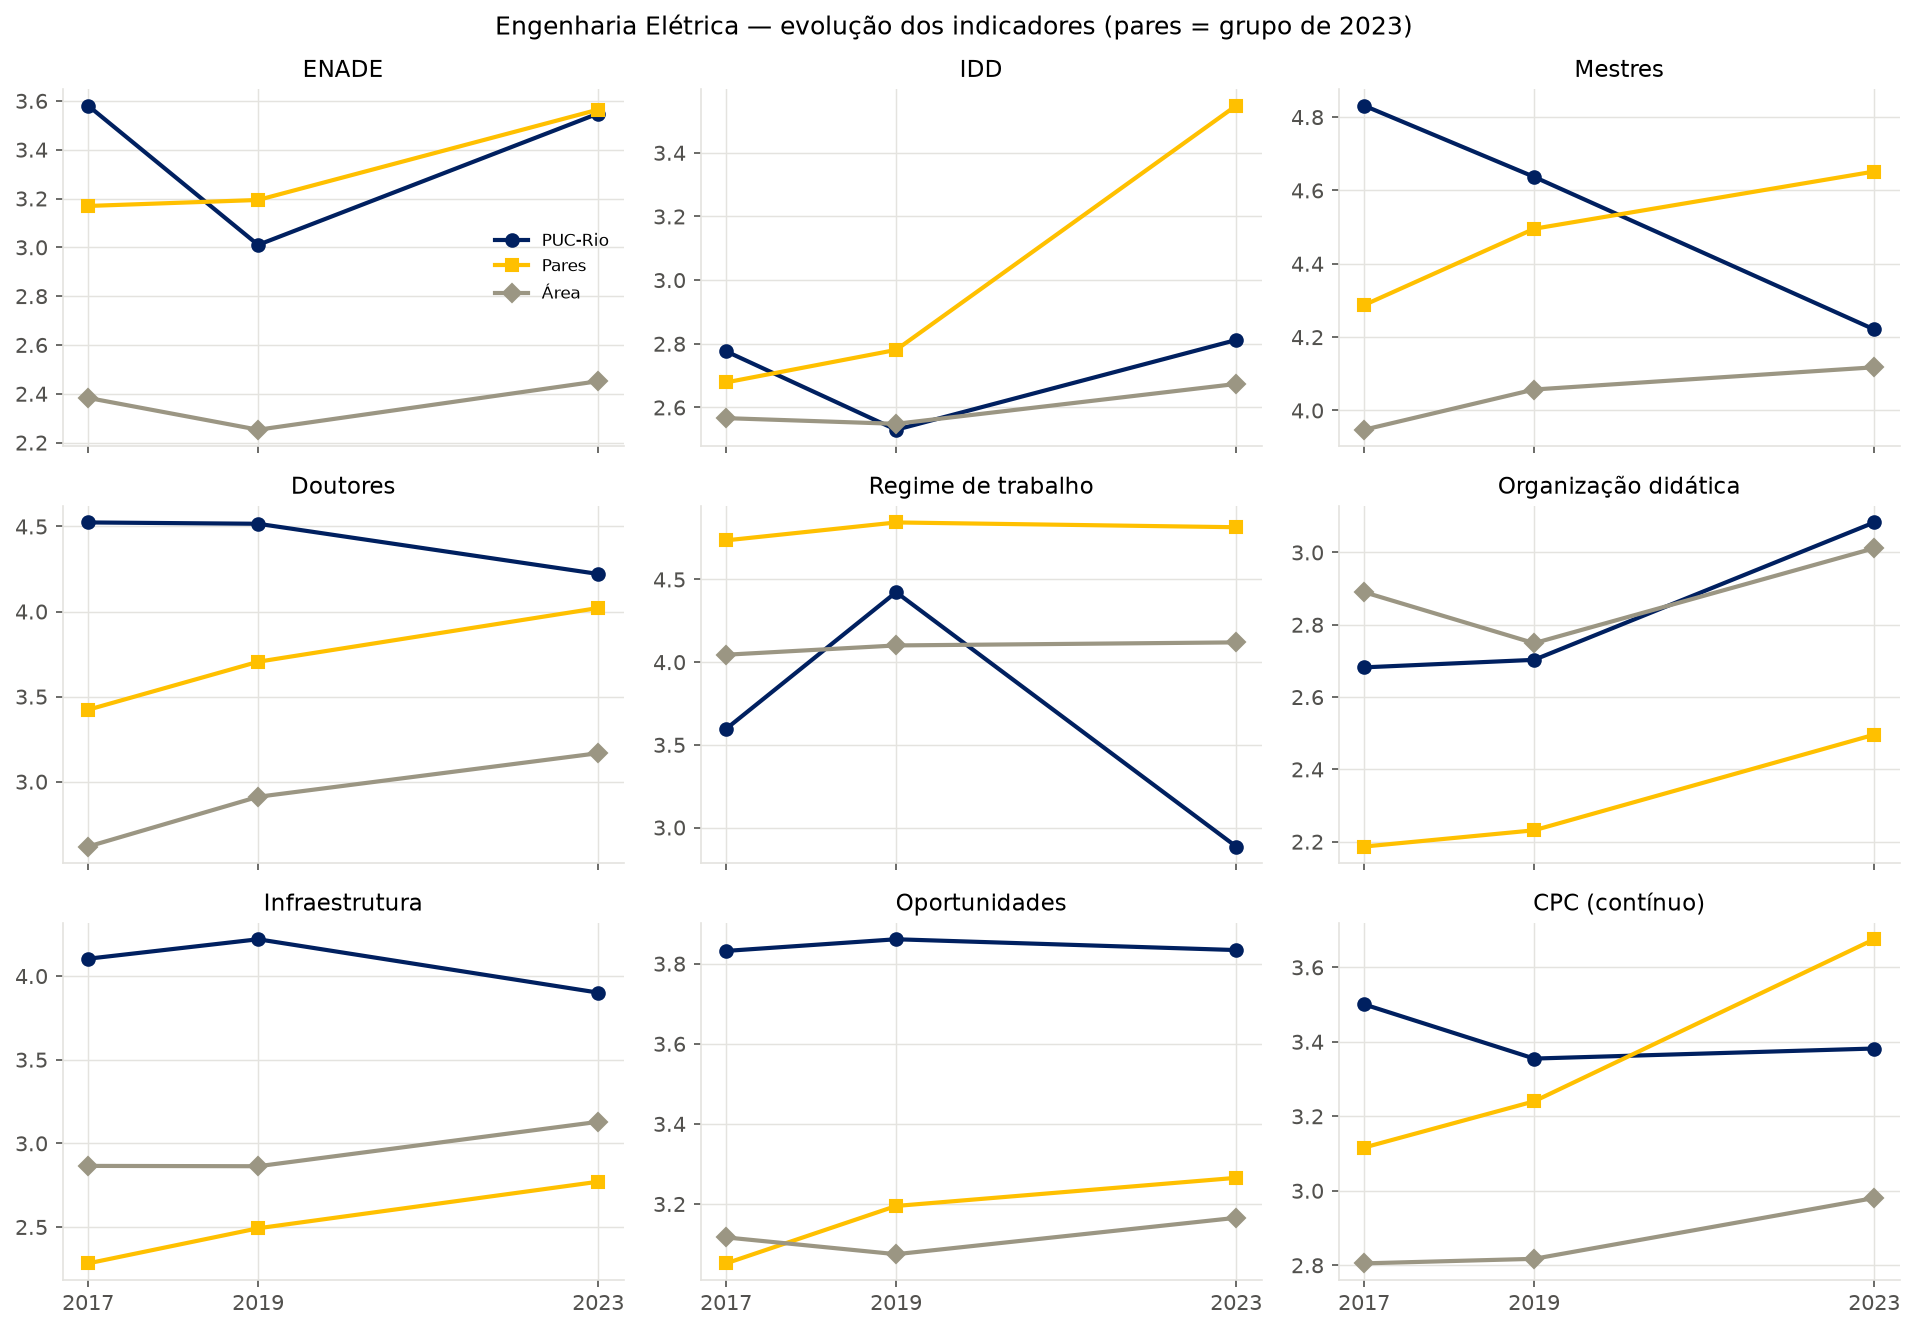 Engenharia Elétrica — evolução dos indicadores (pares = grupo de 2023)
ENADE
3.6
3.4
3.2
3.0
2.8
2.6
2.4
2.2
PUC-Rio
Pares
Área
IDD
3.4
3.2
3.0
2.8
2.6
Mestres
4.8
4.6
4.4
4.2
4.0
Doutores
4.5
4.0
3.5
3.0
Regime de trabalho
4.5
4.0
3.5
3.0
Organização didática
3.0
2.8
2.6
2.4
2.2
Infraestrutura
4.0
3.5
3.0
2.5
2017 2019 2023
Oportunidades
3.8
3.6
3.4
3.2
2017 2019 2023
CPC (contínuo)
3.6
3.4
3.2
3.0
2.8
2017 2019 2023